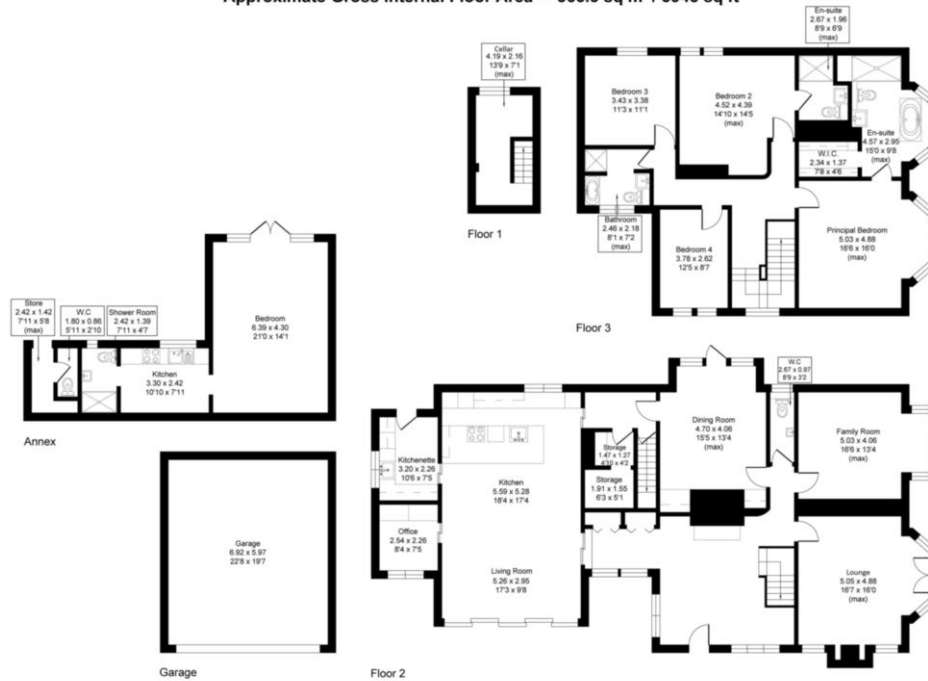 Approximate Gross Internal Floor Area
Cellar
4.19 x 2.16
13'9 x 7'1
(max)
Floor 1
En-suite
2.67 x 1.96
8'9 x 6'9
(max)
Bedroom 3
3.43 x 3.38
11'3 x 11'1
Bedroom 2
4.52 x 4.39
14'10 x 14'5
(max)
En-suite
4.57 x 2.95
15'0 x 9'8
(max)
W.I.C.
2.34 x 1.37
7'8 x 4'6
Principal Bedroom
5.03 x 4.88
16'6 x 16'0
(max)
Bathroom
2.46 x 2.18
8'1 x 7'2
(max)
Bedroom 4
3.78 x 2.62
12'5 x 8'7
Floor 3
Store
2.42 x 1.42
7'11 x 5'8
(max)
W.C
1.80 x 0.86
5'11 x 2'10
Shower Room
2.42 x 1.39
7'11 x 4'7
Kitchen
3.30 x 2.42
10'10 x 7'11
Bedroom
6.39 x 4.30
21'0 x 14'1
Annex
Garage
6.92 x 5.97
22'8 x 19'7
Garage
Kitchenette
3.20 x 2.26
10'6 x 7'5
Office
2.54 x 2.26
8'4 x 7'5
Kitchen
5.59 x 5.28
18'4 x 17'4
Living Room
5.26 x 2.95
17'3 x 9'8
Storage
1.47 x 1.27
4'10 x 4'2
Storage
1.91 x 1.55
6'3 x 5'1
Dining Room
4.70 x 4.06
15'5 x 13'4
(max)
W.C
2.67 x 0.97
8'9 x 3'2
Family Room
5.03 x 4.06
16'6 x 13'4
(max)
Lounge
5.05 x 4.88
16'7 x 16'0
(max)
Floor 2